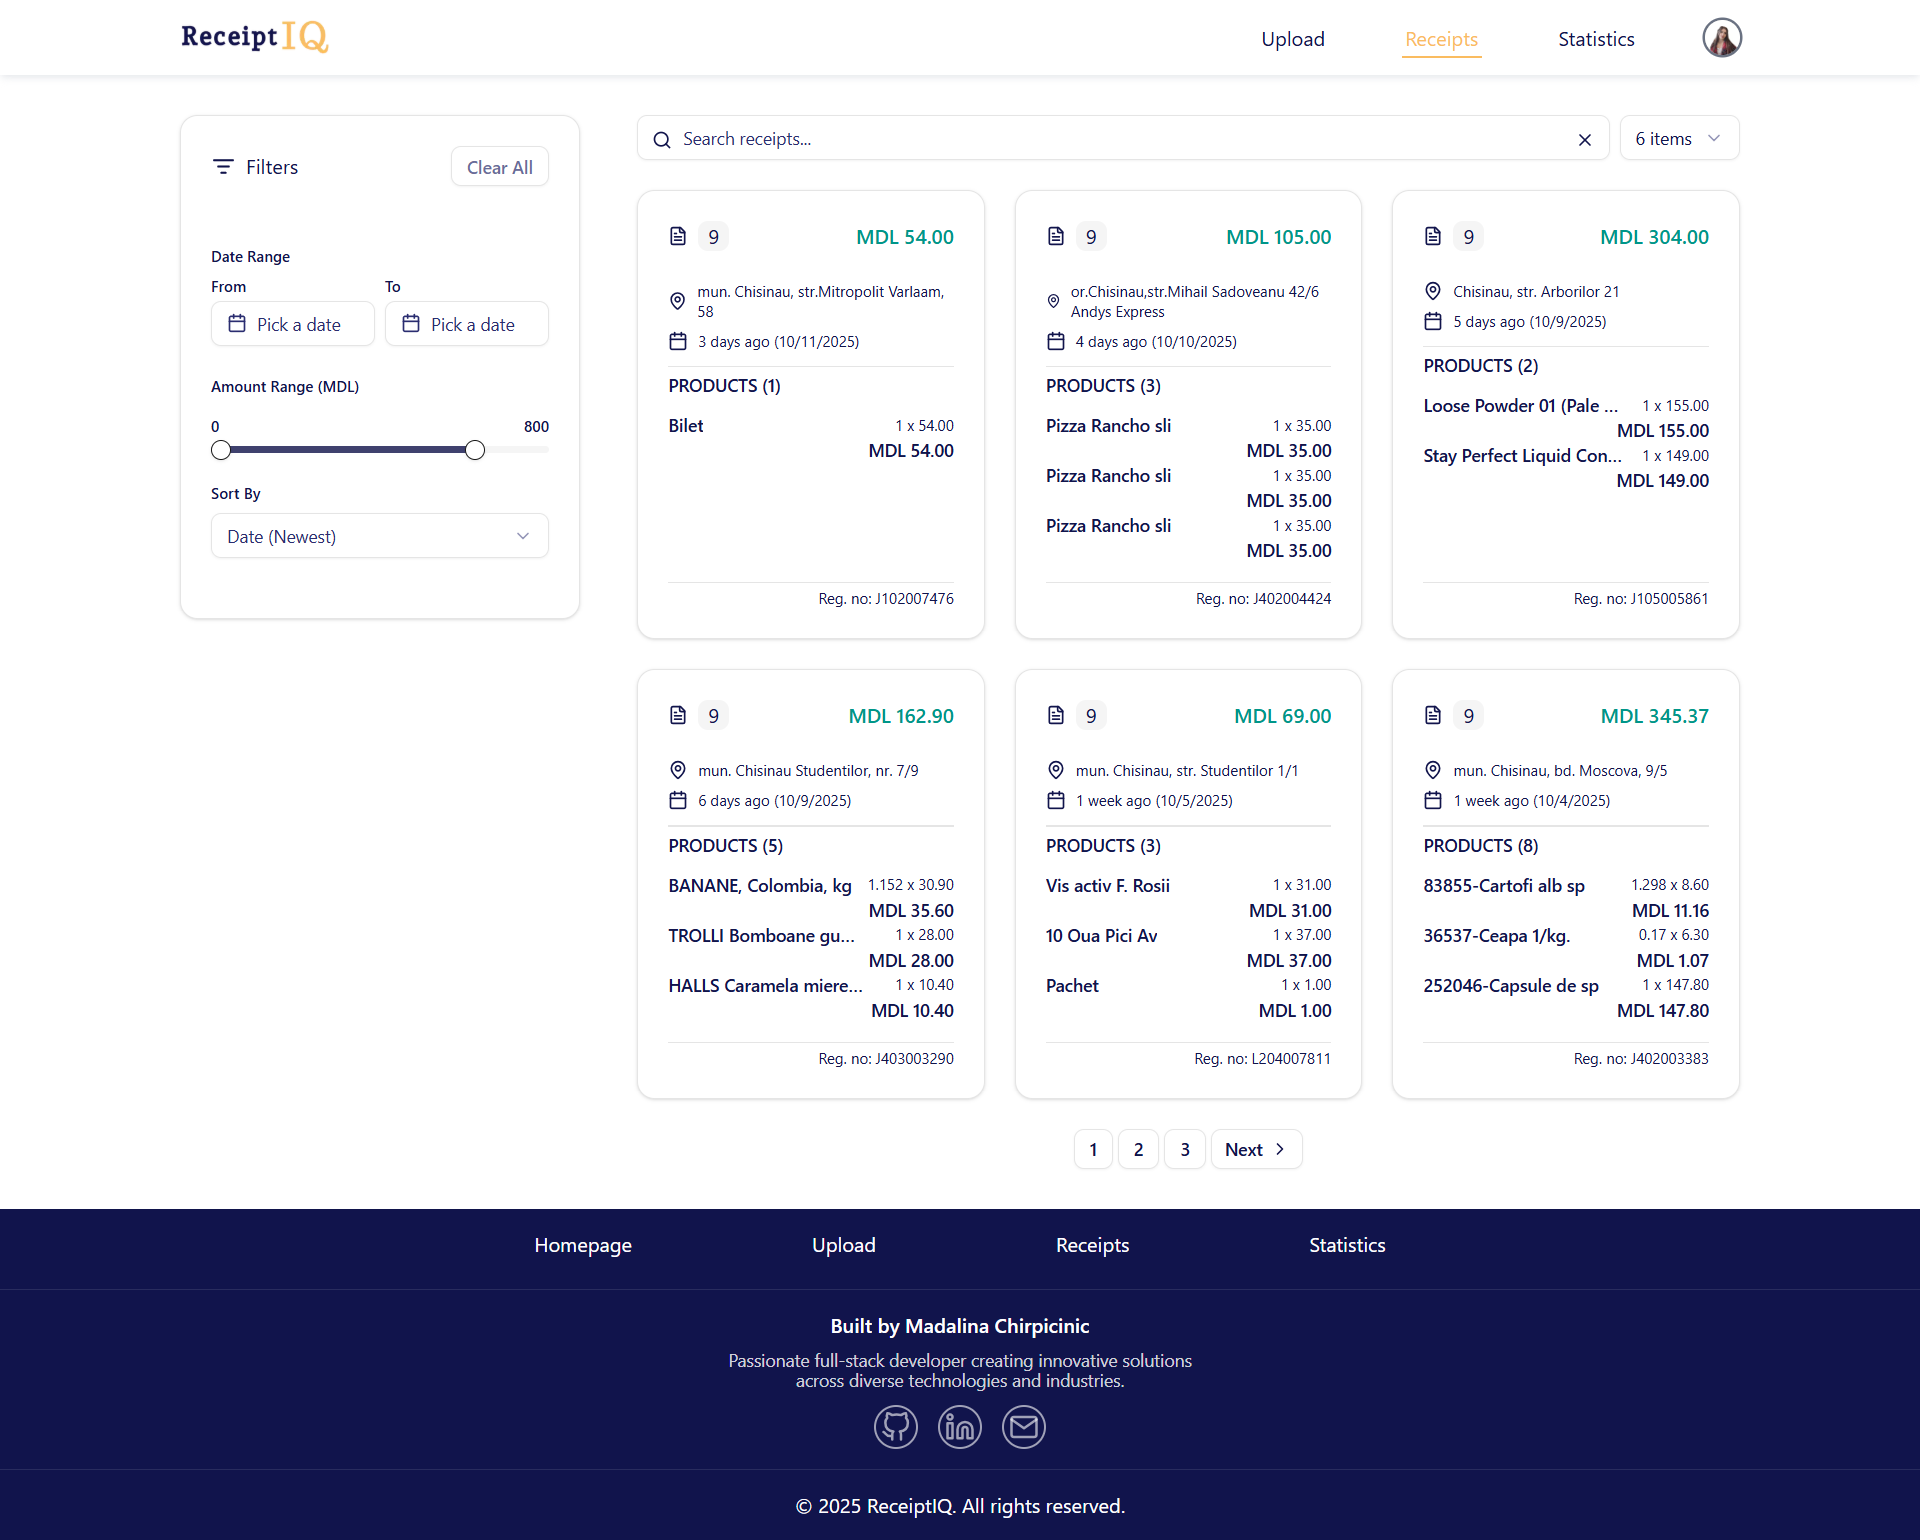 ReceiptIQ
Upload
Receipts
Statistics
Filters
Clear All
Date Range
From
To
Pick a date
Pick a date
Amount Range (MDL)
0
800
Sort By
Date (Newest)
Search receipts...
6 items
9
MDL 54.00
mun. Chisinau, str.Mitropolit Varlaam,
58
3 days ago (10/11/2025)
PRODUCTS (1)
Bilet
1 x 54.00
MDL 54.00
Reg. no: J102007476
9
MDL 105.00
or.Chisinau,str.Mihail Sadoveanu 42/6
Andys Express
4 days ago (10/10/2025)
PRODUCTS (3)
Pizza Rancho sli
1 x 35.00
MDL 35.00
Pizza Rancho sli
1 x 35.00
MDL 35.00
Pizza Rancho sli
1 x 35.00
MDL 35.00
Reg. no: J402004424
9
MDL 304.00
Chisinau, str. Arborilor 21
5 days ago (10/9/2025)
PRODUCTS (2)
Loose Powder 01 (Pale ...
1 x 155.00
MDL 155.00
Stay Perfect Liquid Con...
1 x 149.00
MDL 149.00
Reg. no: J105005861
9
MDL 162.90
mun. Chisinau Studentilor, nr. 7/9
6 days ago (10/9/2025)
PRODUCTS (5)
BANANE, Colombia, kg
1.152 x 30.90
MDL 35.60
TROLLI Bomboane gu...
1 x 28.00
MDL 28.00
HALLS Caramela miere...
1 x 10.40
MDL 10.40
Reg. no: J403003290
9
MDL 69.00
mun. Chisinau, str. Studentilor 1/1
1 week ago (10/5/2025)
PRODUCTS (3)
Vis activ F. Rosii
1 x 31.00
MDL 31.00
10 Oua Pici Av
1 x 37.00
MDL 37.00
Pachet
1 x 1.00
MDL 1.00
Reg. no: L204007811
9
MDL 345.37
mun. Chisinau, bd. Moscova, 9/5
1 week ago (10/4/2025)
PRODUCTS (8)
83855-Cartofi alb sp
1.298 x 8.60
MDL 11.16
36537-Ceapa 1/kg.
0.17 x 6.30
MDL 1.07
252046-Capsule de sp
1 x 147.80
MDL 147.80
Reg. no: J402003383
1
2
3
Next
Homepage
Upload
Receipts
Statistics
Built by Madalina Chirpicinic
Passionate full-stack developer creating innovative solutions
across diverse technologies and industries.
© 2025 ReceiptIQ. All rights reserved.